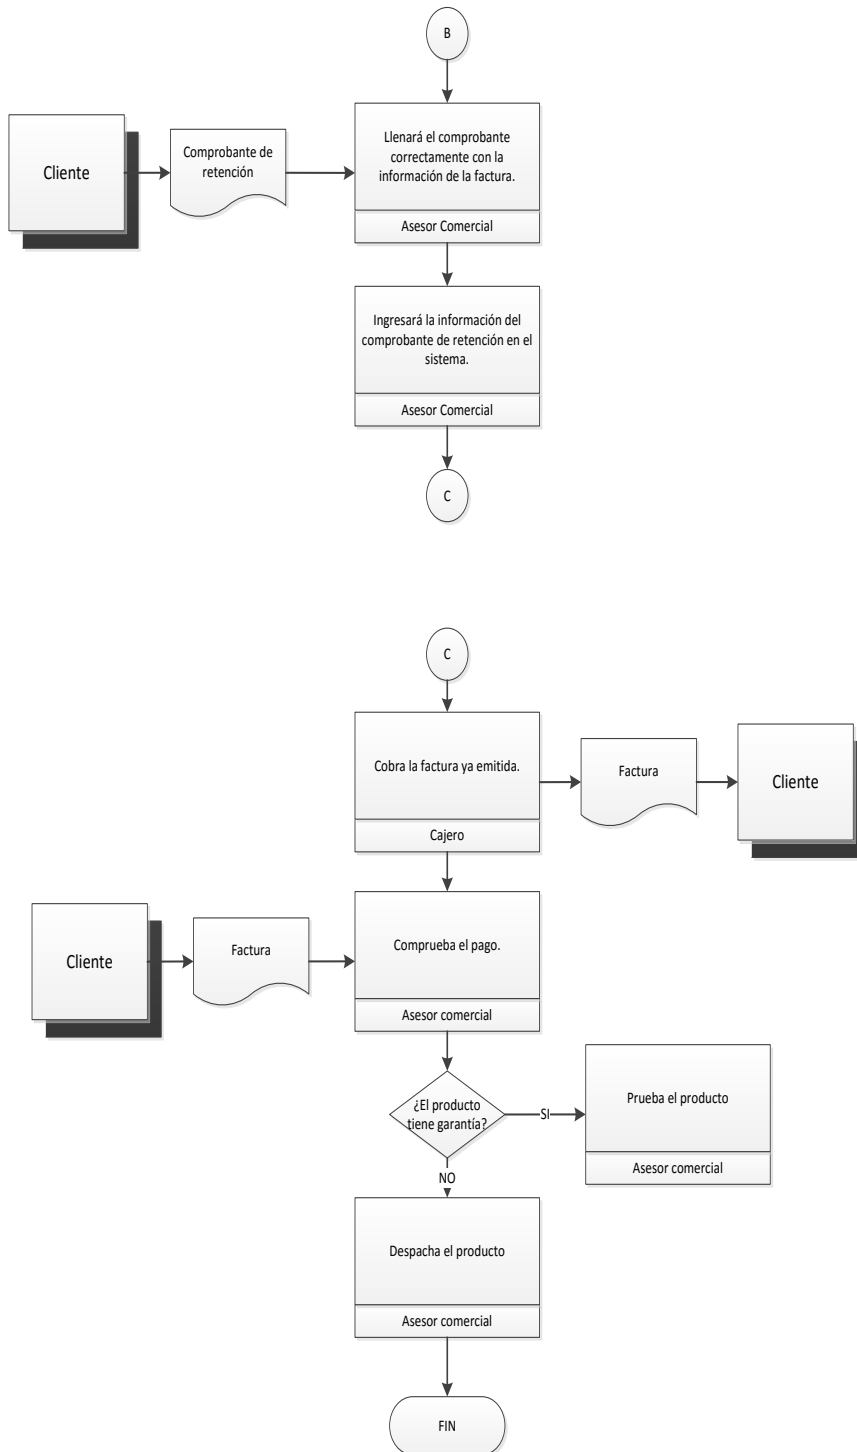 B
Llenará el comprobante
correctamente con la
información de la factura.
Asesor Comercial
Cliente
Comprobante de
retención
Ingresará la información del
comprobante de retención en el
sistema.
Asesor Comercial
C
C
Cobra la factura ya emitida.
Cajero
Factura
Cliente
Cliente
Factura
Comprueba el pago.
Asesor comercial
¿El producto
tiene garantía?
SI
Prueba el producto
Asesor comercial
NO
Despacha el producto
Asesor comercial
FIN